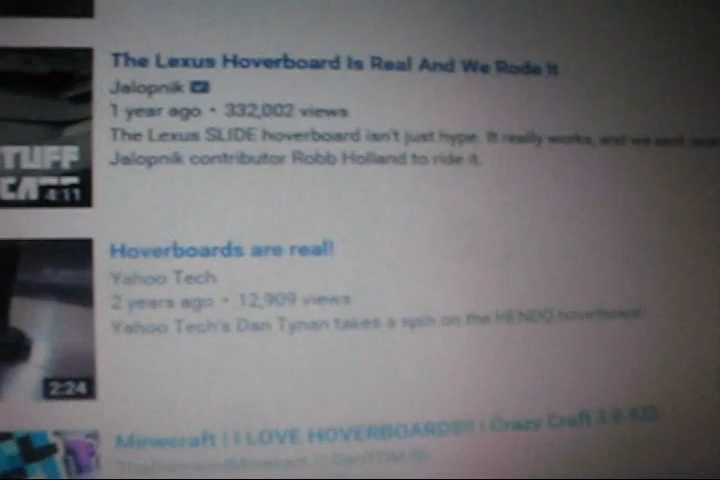 The Lexus Hoverboard Is Real And We Rode It
Jalopnik
1 year ago • 332,002 views
The Lexus SLIDE hoverboard isn't just hype. It really works, and we sent
Jalopnik contributor Robb Holland to ride it.
TUFF
4:11
Hoverboards are real!
Yahoo Tech
2 years ago • 12,909 views
Yahoo Tech's Dan Tynan takes a spin on the HENDO hoverboard
2:24
Minecraft | I LOVE HOVERBOARDS!! | Crazy Craft